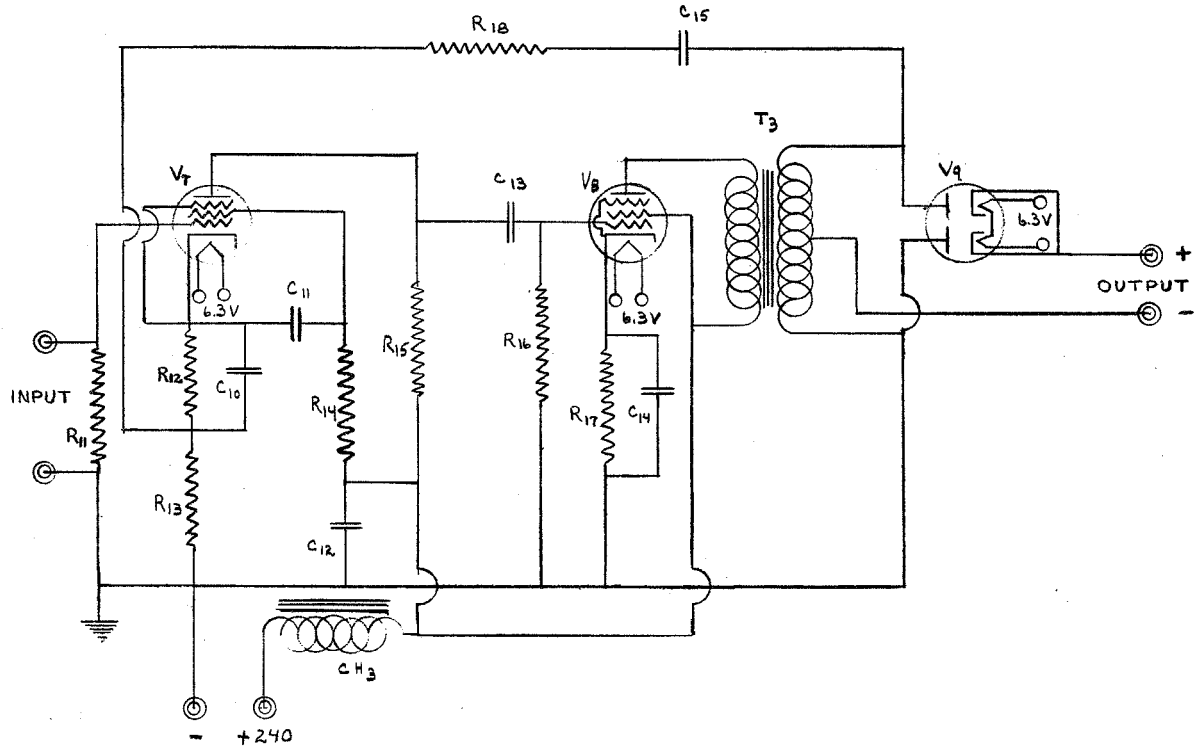 R18
C15
T3
V7
C13
V8
V9
6.3V
+
OUTPUT
-
6.3V
C11
6.3V
R15
R16
R12
C10
R14
R17
C14
INPUT
R11
R13
C12
CH3
-
+240